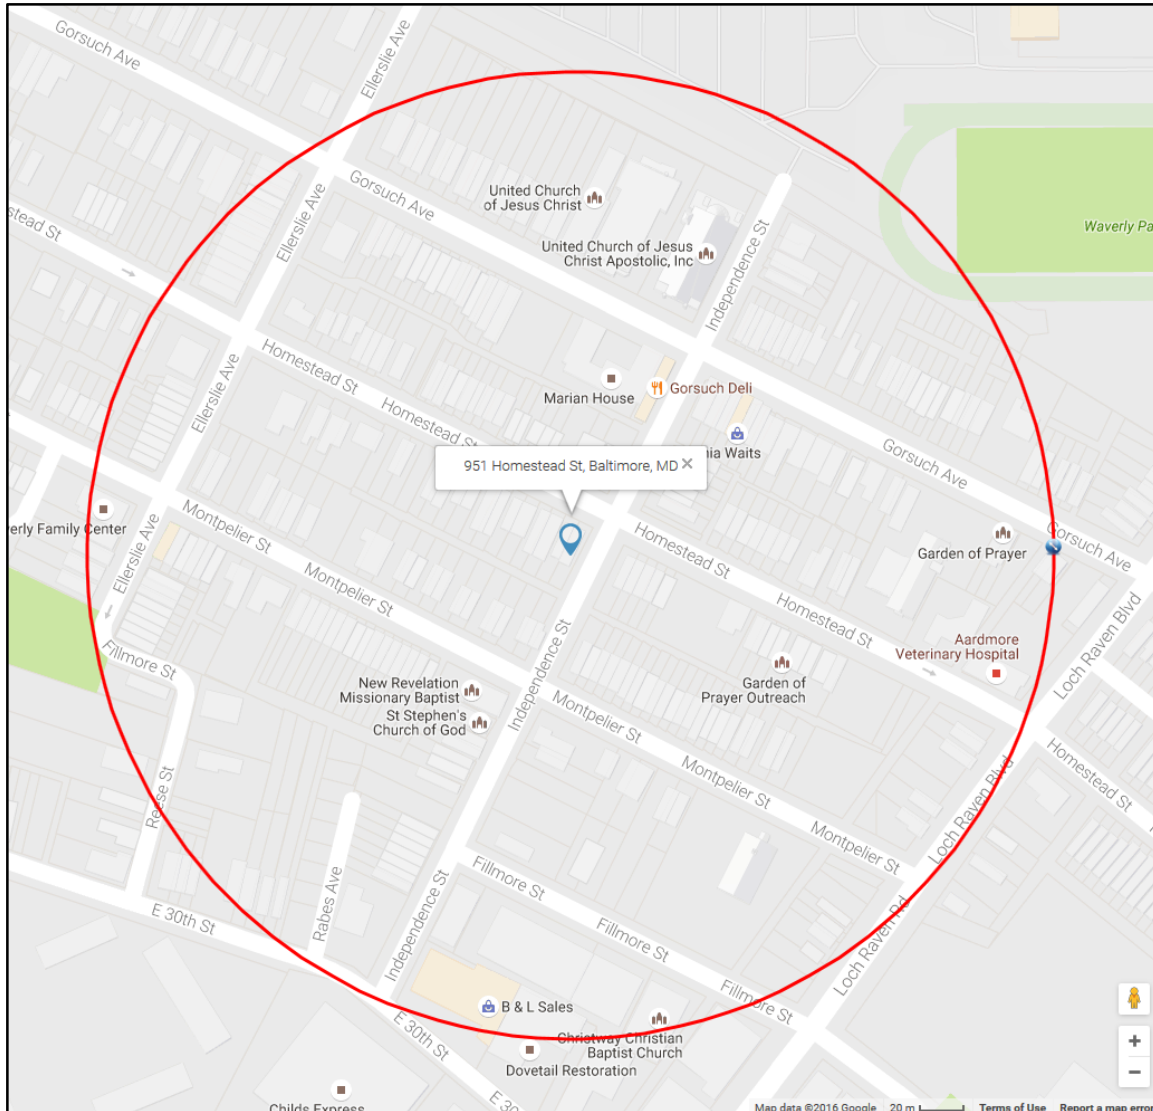 Gorsuch Ave
Ellerslie Ave
United Church
of Jesus Christ
Gorsuch Ave
Waverly Pa
stead St
Ellerslie Ave
United Church of Jesus
Christ Apostolic, Inc
Independence St
Homestead St
Marian House
Gorsuch Deli
Ellerslie Ave
Homestead St
nia Waits
Gorsuch Ave
951 Homestead St, Baltimore, MD
erly Family Center
Montpelier St
Homestead St
Garden of Prayer
Gorsuch Ave
Ellerslie Ave
Montpelier St
Homestead St
Loch Raven Blvd
Aardmore
Veterinary Hospital
Fillmore St
Independence St
New Revelation
Missionary Baptist
St Stephen's
Church of God
Garden of
Prayer Outreach
Montpelier St
Homestead St
Reese St
Loch Raven Blvd
Montpelier St
Rabes Ave
Fillmore St
E 30th St
Independence St
Fillmore St
Loch Raven Rd
Fillmore St
B & L Sales
E 30th St
Christway Christian
Baptist Church
Dovetail Restoration
E 30th St
Childs Express
Map data ©2016 Google 20 m Terms of Use Report a map error